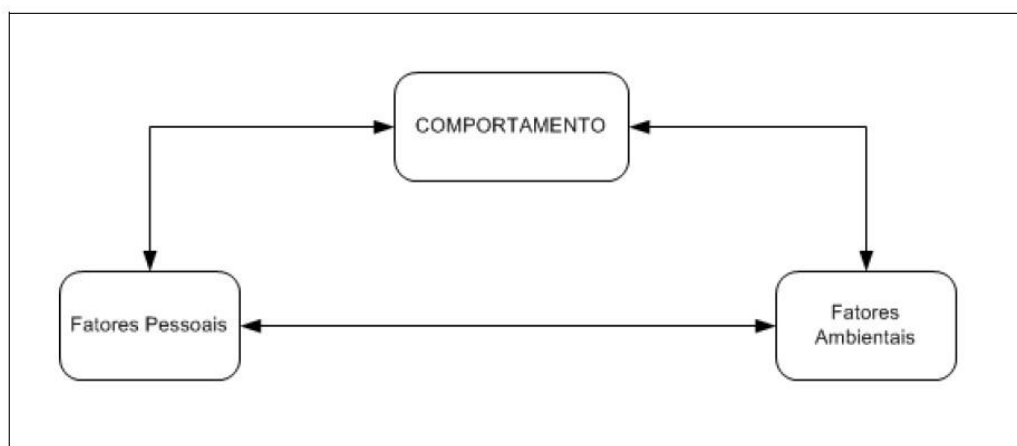 COMPORTAMENTO
Fatores Pessoais
Fatores
Ambientais